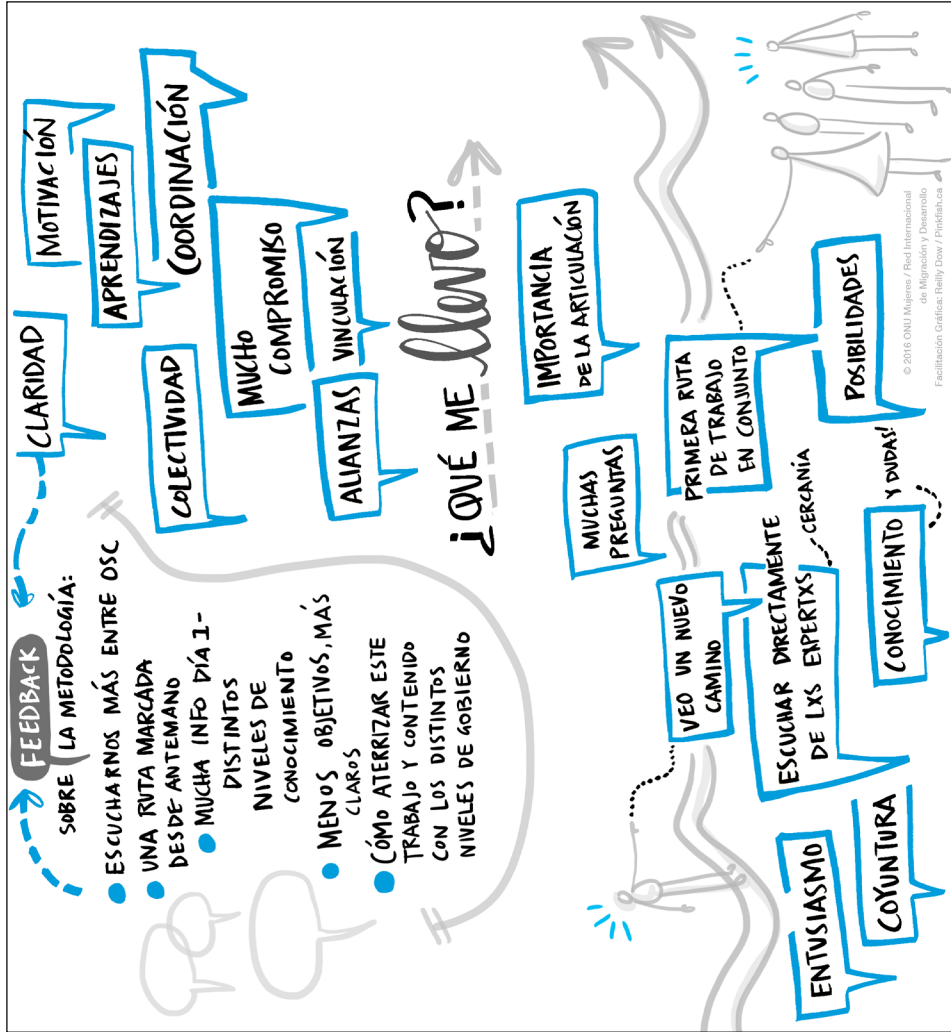 FEEDBACK
SOBRE LA METODOLOGÍA:
ESCUCHARNOS MÁS ENTRE OSC
UNA RUTA MARCADA
DESDE ANTEMANO
MUCHA INFO DÍA 1-
DISTINTOS
NIVELES DE
CONOCIMIENTO
MENOS OBJETIVOS, MÁS
CLAROS
CÓMO ATERRIZAR ESTE
TRABAJO Y CONTENIDO
CON LOS DISTINTOS
NIVELES DE GOBIERNO
CLARIDAD
MOTIVACIÓN
APRENDIZAJES
COORDINACIÓN
COLECTIVIDAD
MUCHO
COMPROMISO
ALIANZAS
VINCULACIÓN
¿QUÉ ME llevo?
MUCHAS
PREGUNTAS
IMPORTANCIA
DE LA ARTICULACIÓN
VEO UN NUEVO
CAMINO
PRIMERA RUTA
DE TRABAJO
EN CONJUNTO
ESCUCHAR DIRECTAMENTE
DE LXS EXPERTXS
CERCANÍA
POSIBILIDADES
ENTUSIASMO
COYUNTURA
CONOCIMIENTO
Y DUDAS!
© 2016 ONU Mujeres / Red Internacional
de Migración y Desarrollo
Facilitación Gráfica: Reilly Dow / Pinkfish.ca